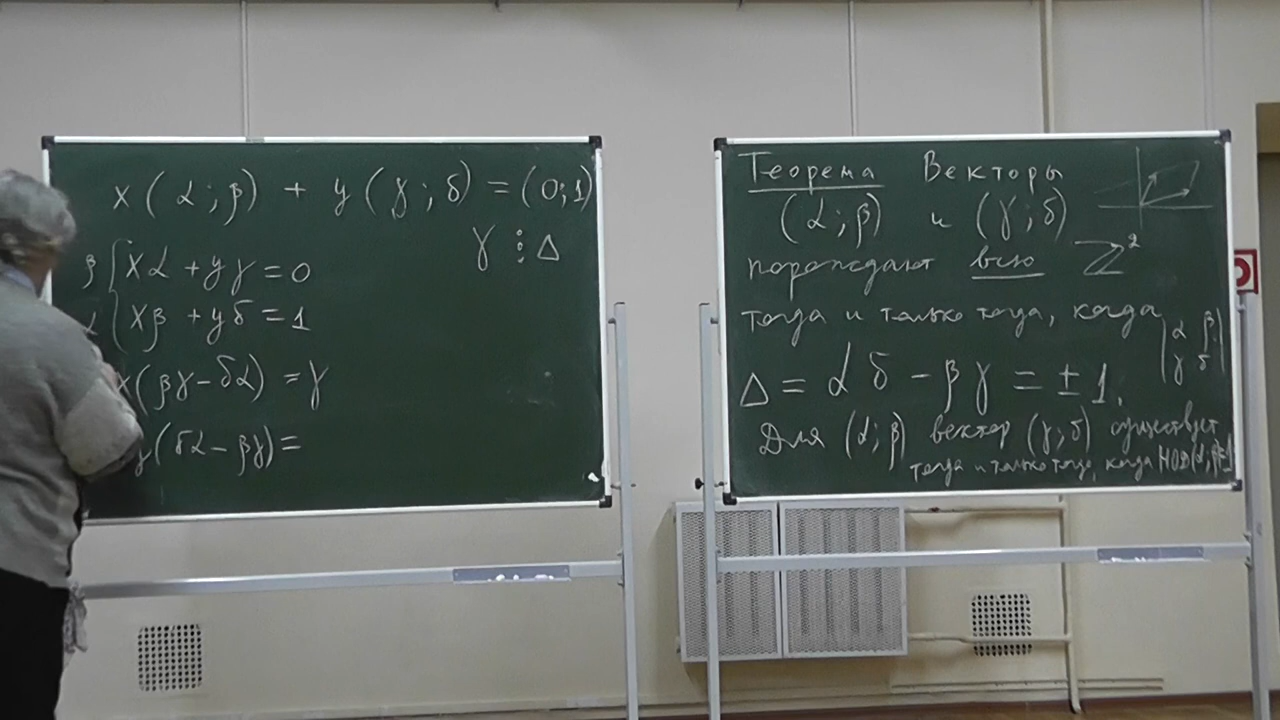 x(α;β) + y(γ;δ) = (0;1)
γ ⋮ Δ
β { xα + yγ = 0
α { xβ + yδ = 1
x(βγ - δα) = γ
y(δα - βγ) =
Теорема Векторы
(α;β) и (γ;δ)
порождают всю ℤ²
тогда и только тогда, когда
|α β|
|γ δ|
Δ = αδ - βγ = ±1.
Для (α;β) вектор (γ;δ) существует
тогда и только тогда, когда НОД(α;β)=1